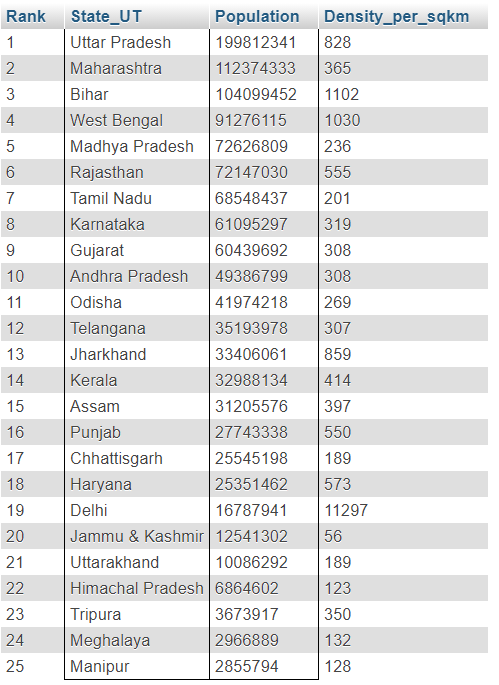 Rank State_UT Population Density_per_sqkm
1 Uttar Pradesh 199812341 828
2 Maharashtra 112374333 365
3 Bihar 104099452 1102
4 West Bengal 91276115 1030
5 Madhya Pradesh 72626809 236
6 Rajasthan 72147030 555
7 Tamil Nadu 68548437 201
8 Karnataka 61095297 319
9 Gujarat 60439692 308
10 Andhra Pradesh 49386799 308
11 Odisha 41974218 269
12 Telangana 35193978 307
13 Jharkhand 33406061 859
14 Kerala 32988134 414
15 Assam 31205576 397
16 Punjab 27743338 550
17 Chhattisgarh 25545198 189
18 Haryana 25351462 573
19 Delhi 16787941 11297
20 Jammu & Kashmir 12541302 56
21 Uttarakhand 10086292 189
22 Himachal Pradesh 6864602 123
23 Tripura 3673917 350
24 Meghalaya 2966889 132
25 Manipur 2855794 128